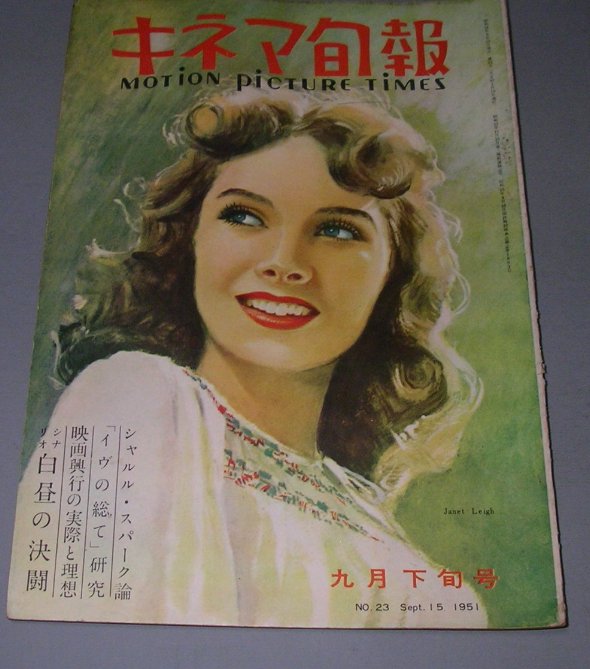 キネマ旬報
MOTION PICTURE TIMES
シャルル・スパーク論
「イヴの総て」研究
映画興行の実際と理想
シナリオ 白昼の決闘
Janet Leigh
九月下旬号
NO. 23 Sept. 15 1951